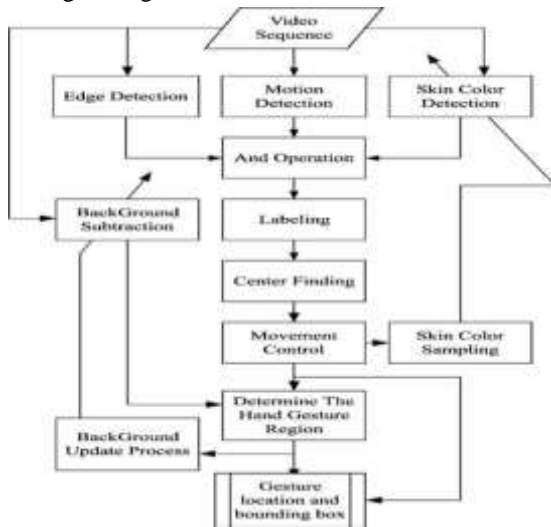 Video
Sequence
Edge Detection
Motion
Detection
Skin Color
Detection
And Operation
BackGround
Subtraction
Labeling
Center Finding
Movement
Control
Skin Color
Sampling
Determine The
Hand Gesture
Region
BackGround
Update Process
Gesture
location and
bounding box